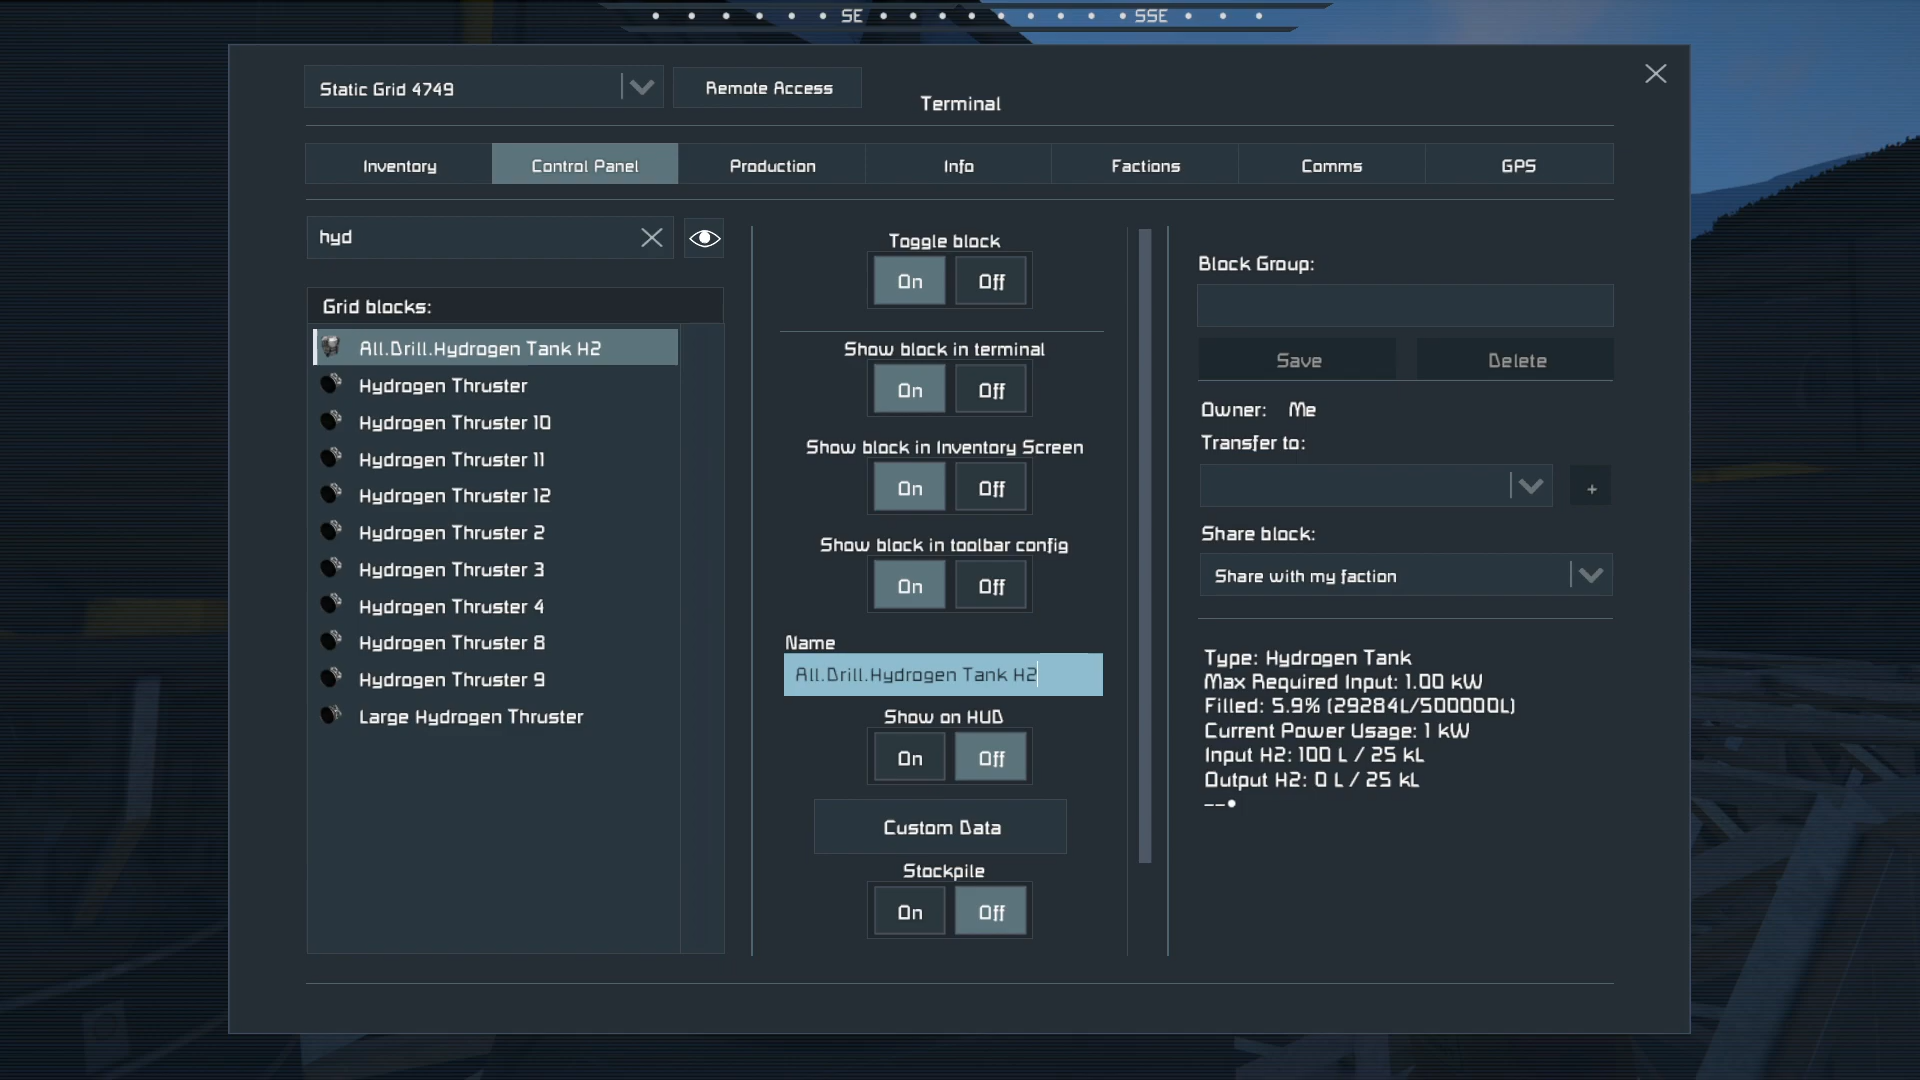 SE
SSE
Static Grid 4749
Remote Access
Terminal
Inventory
Control Panel
Production
Info
Factions
Comms
GPS
hyd
Grid blocks:
All.Drill.Hydrogen Tank H2
Hydrogen Thruster
Hydrogen Thruster 10
Hydrogen Thruster 11
Hydrogen Thruster 12
Hydrogen Thruster 2
Hydrogen Thruster 3
Hydrogen Thruster 4
Hydrogen Thruster 8
Hydrogen Thruster 9
Large Hydrogen Thruster
Toggle block
On Off
Show block in terminal
On Off
Show block in Inventory Screen
On Off
Show block in toolbar config
On Off
Name
All.Drill.Hydrogen Tank H2
Show on HUD
On Off
Custom Data
Stockpile
On Off
Block Group:
Save
Delete
Owner: Me
Transfer to:
+
Share block:
Share with my faction
Type: Hydrogen Tank
Max Required Input: 1.00 kW
Filled: 5.9% (29284L/500000L)
Current Power Usage: 1 kW
Input H2: 100 L / 25 kL
Output H2: 0 L / 25 kL
--•